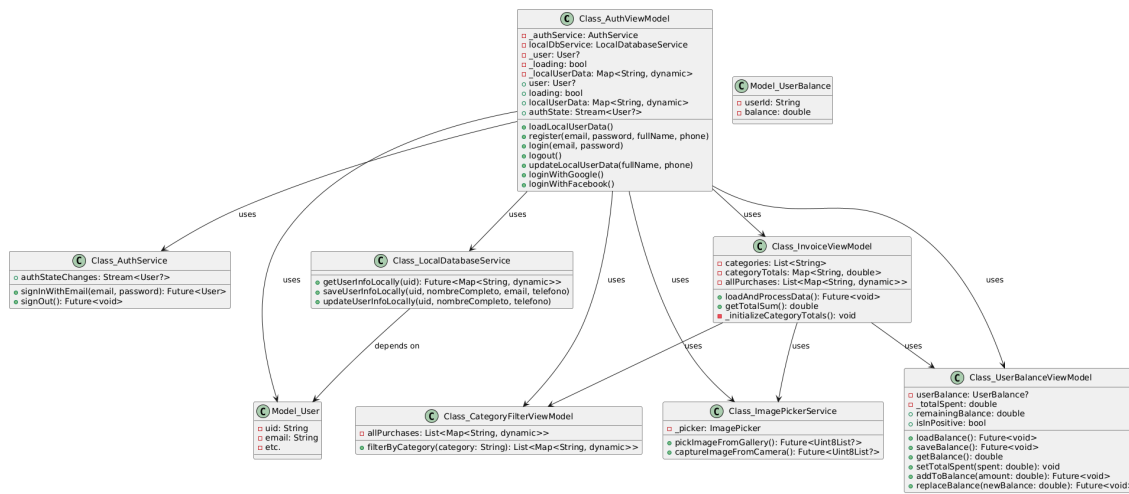 C Class_AuthViewModel
_authService: AuthService
localDbService: LocalDatabaseService
_user: User?
_loading: bool
_localUserData: Map<String, dynamic>
user: User?
loading: bool
localUserData: Map<String, dynamic>
authState: Stream<User?>
loadLocalUserData()
register(email, password, fullName, phone)
login(email, password)
logout()
updateLocalUserData(fullName, phone)
loginWithGoogle()
loginWithFacebook()
C Model_UserBalance
userId: String
balance: double
uses
uses
uses
uses
uses
uses
uses
C Class_AuthService
authStateChanges: Stream<User?>
signInWithEmail(email, password): Future<User>
signOut(): Future<void>
C Class_LocalDatabaseService
getUserInfoLocally(uid): Future<Map<String, dynamic>>
saveUserInfoLocally(uid, nombreCompleto, email, telefono)
updateUserInfoLocally(uid, nombreCompleto, telefono)
C Class_InvoiceViewModel
categories: List<String>
categoryTotals: Map<String, double>
allPurchases: List<Map<String, dynamic>>
loadAndProcessData(): Future<void>
getTotalSum(): double
_initializeCategoryTotals(): void
depends on
uses
uses
uses
C Model_User
uid: String
email: String
etc.
C Class_CategoryFilterViewModel
allPurchases: List<Map<String, dynamic>>
filterByCategory(category: String): List<Map<String, dynamic>>
C Class_ImagePickerService
_picker: ImagePicker
pickImageFromGallery(): Future<Uint8List?>
captureImageFromCamera(): Future<Uint8List?>
C Class_UserBalanceViewModel
userBalance: UserBalance?
_totalSpent: double
remainingBalance: double
isInPositive: bool
loadBalance(): Future<void>
saveBalance(): Future<void>
getBalance(): double
setTotalSpent(spent: double): void
addToBalance(amount: double): Future<void>
replaceBalance(newBalance: double): Future<void>